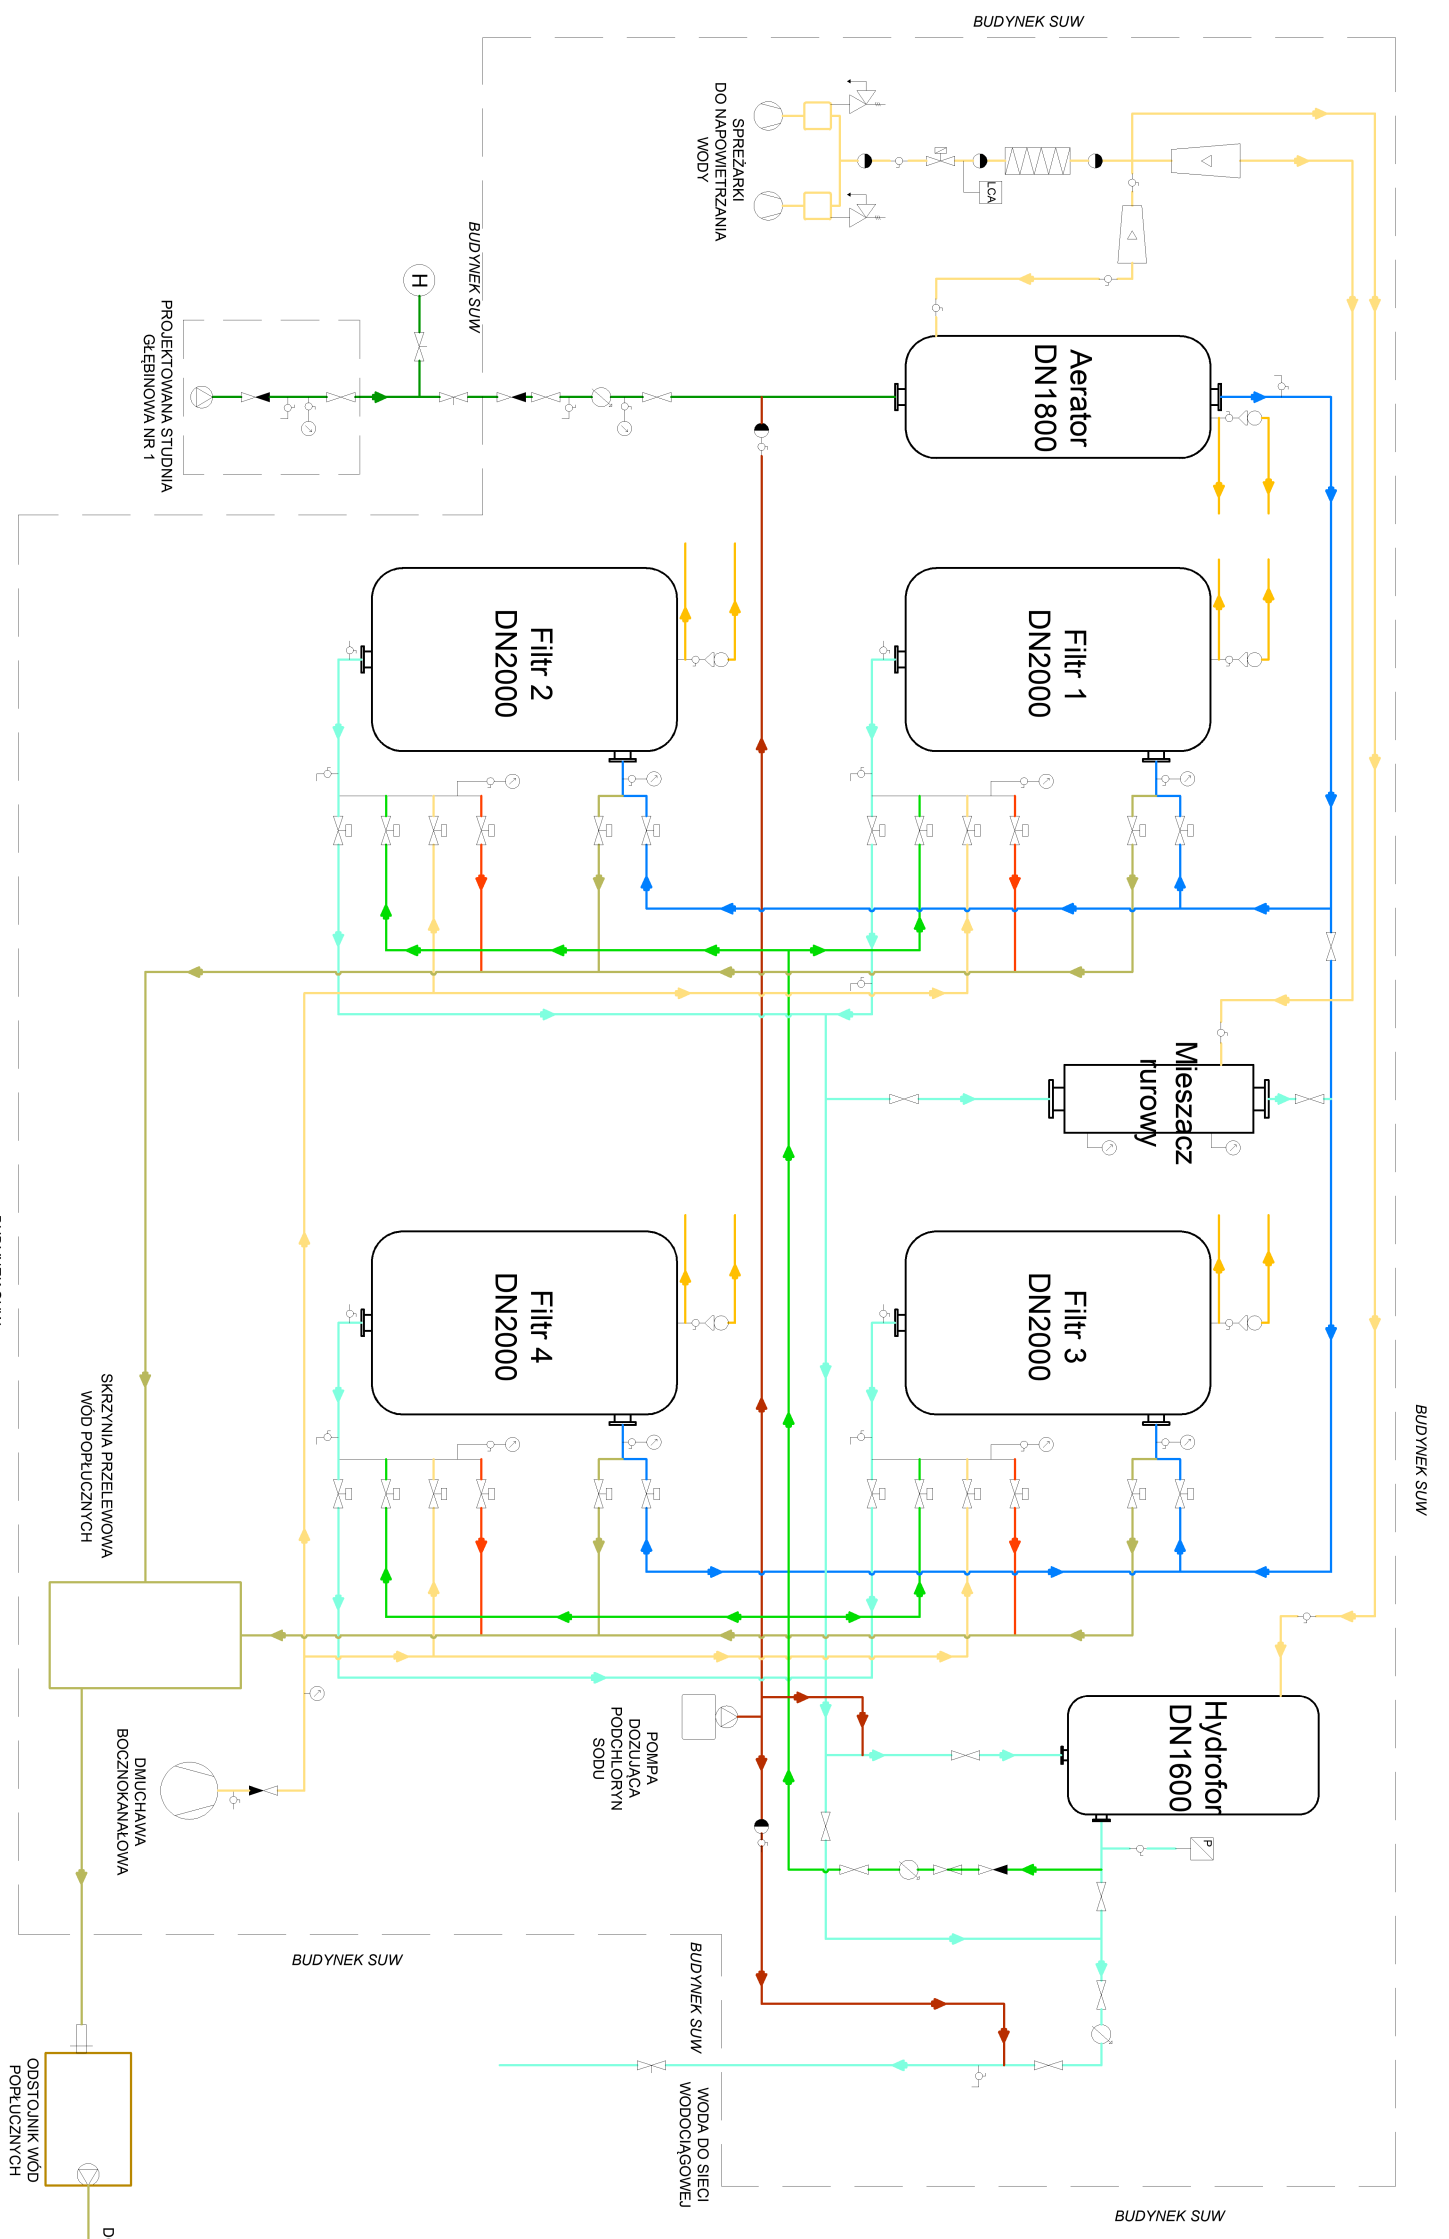 BUDYNEK SUW
SPREŻARKI
DO NAPOWIETRZANIA
WODY
LCA
BUDYNEK SUW
H
PROJEKTOWANA STUDNIA
GŁĘBINOWA NR 1
Aerator
DN1800
Filtr 2
DN2000
Filtr 1
DN2000
Mieszacz
rurowy
Filtr 4
DN2000
Filtr 3
DN2000
BUDYNEK SUW
SKRZYNIA PRZELEWOWA
WÓD POPŁUCZNYCH
Hydrofor
DN1600
P
POMPA
DOZUJĄCA
PODCHLORYN
SODU
DMUCHAWA
BOCZNOKANAŁOWA
BUDYNEK SUW
BUDYNEK SUW
WODA DO SIECI
WODOCIĄGOWEJ
ODSTOJNIK WÓD
POPŁUCZNYCH
BUDYNEK SUW